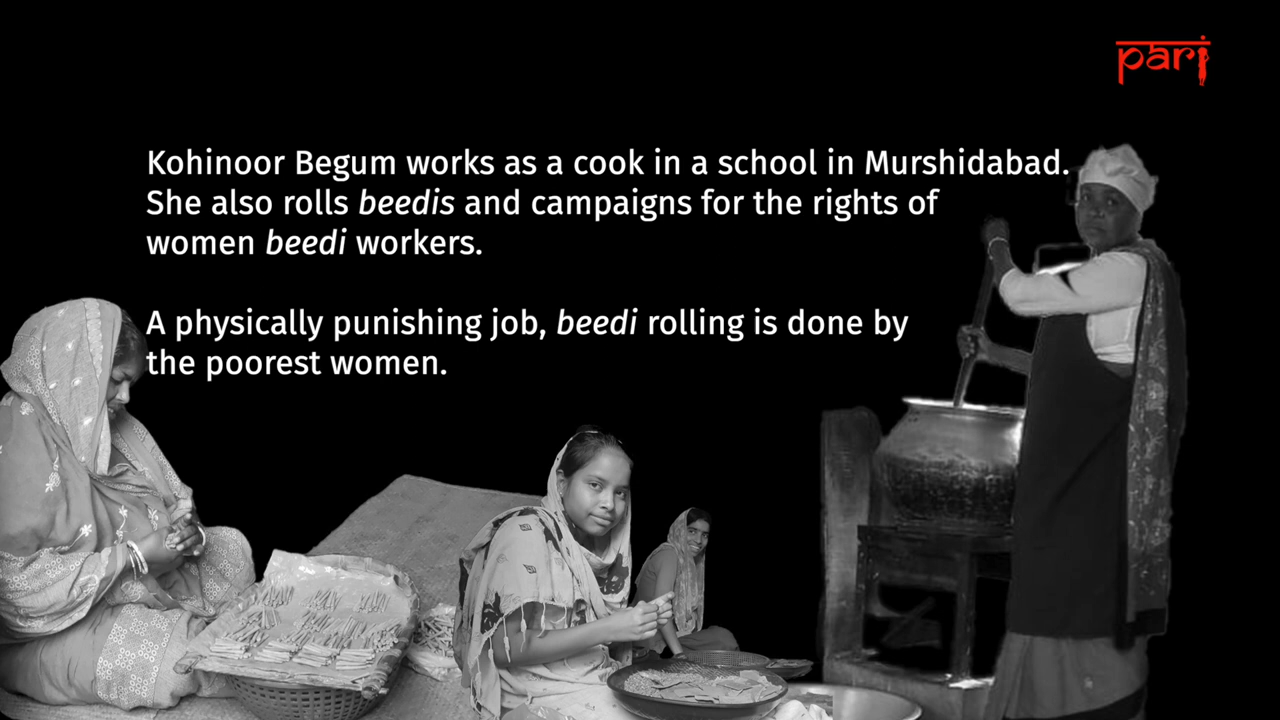 pari
Kohinoor Begum works as a cook in a school in Murshidabad.
She also rolls beedis and campaigns for the rights of
women beedi workers.
A physically punishing job, beedi rolling is done by
the poorest women.